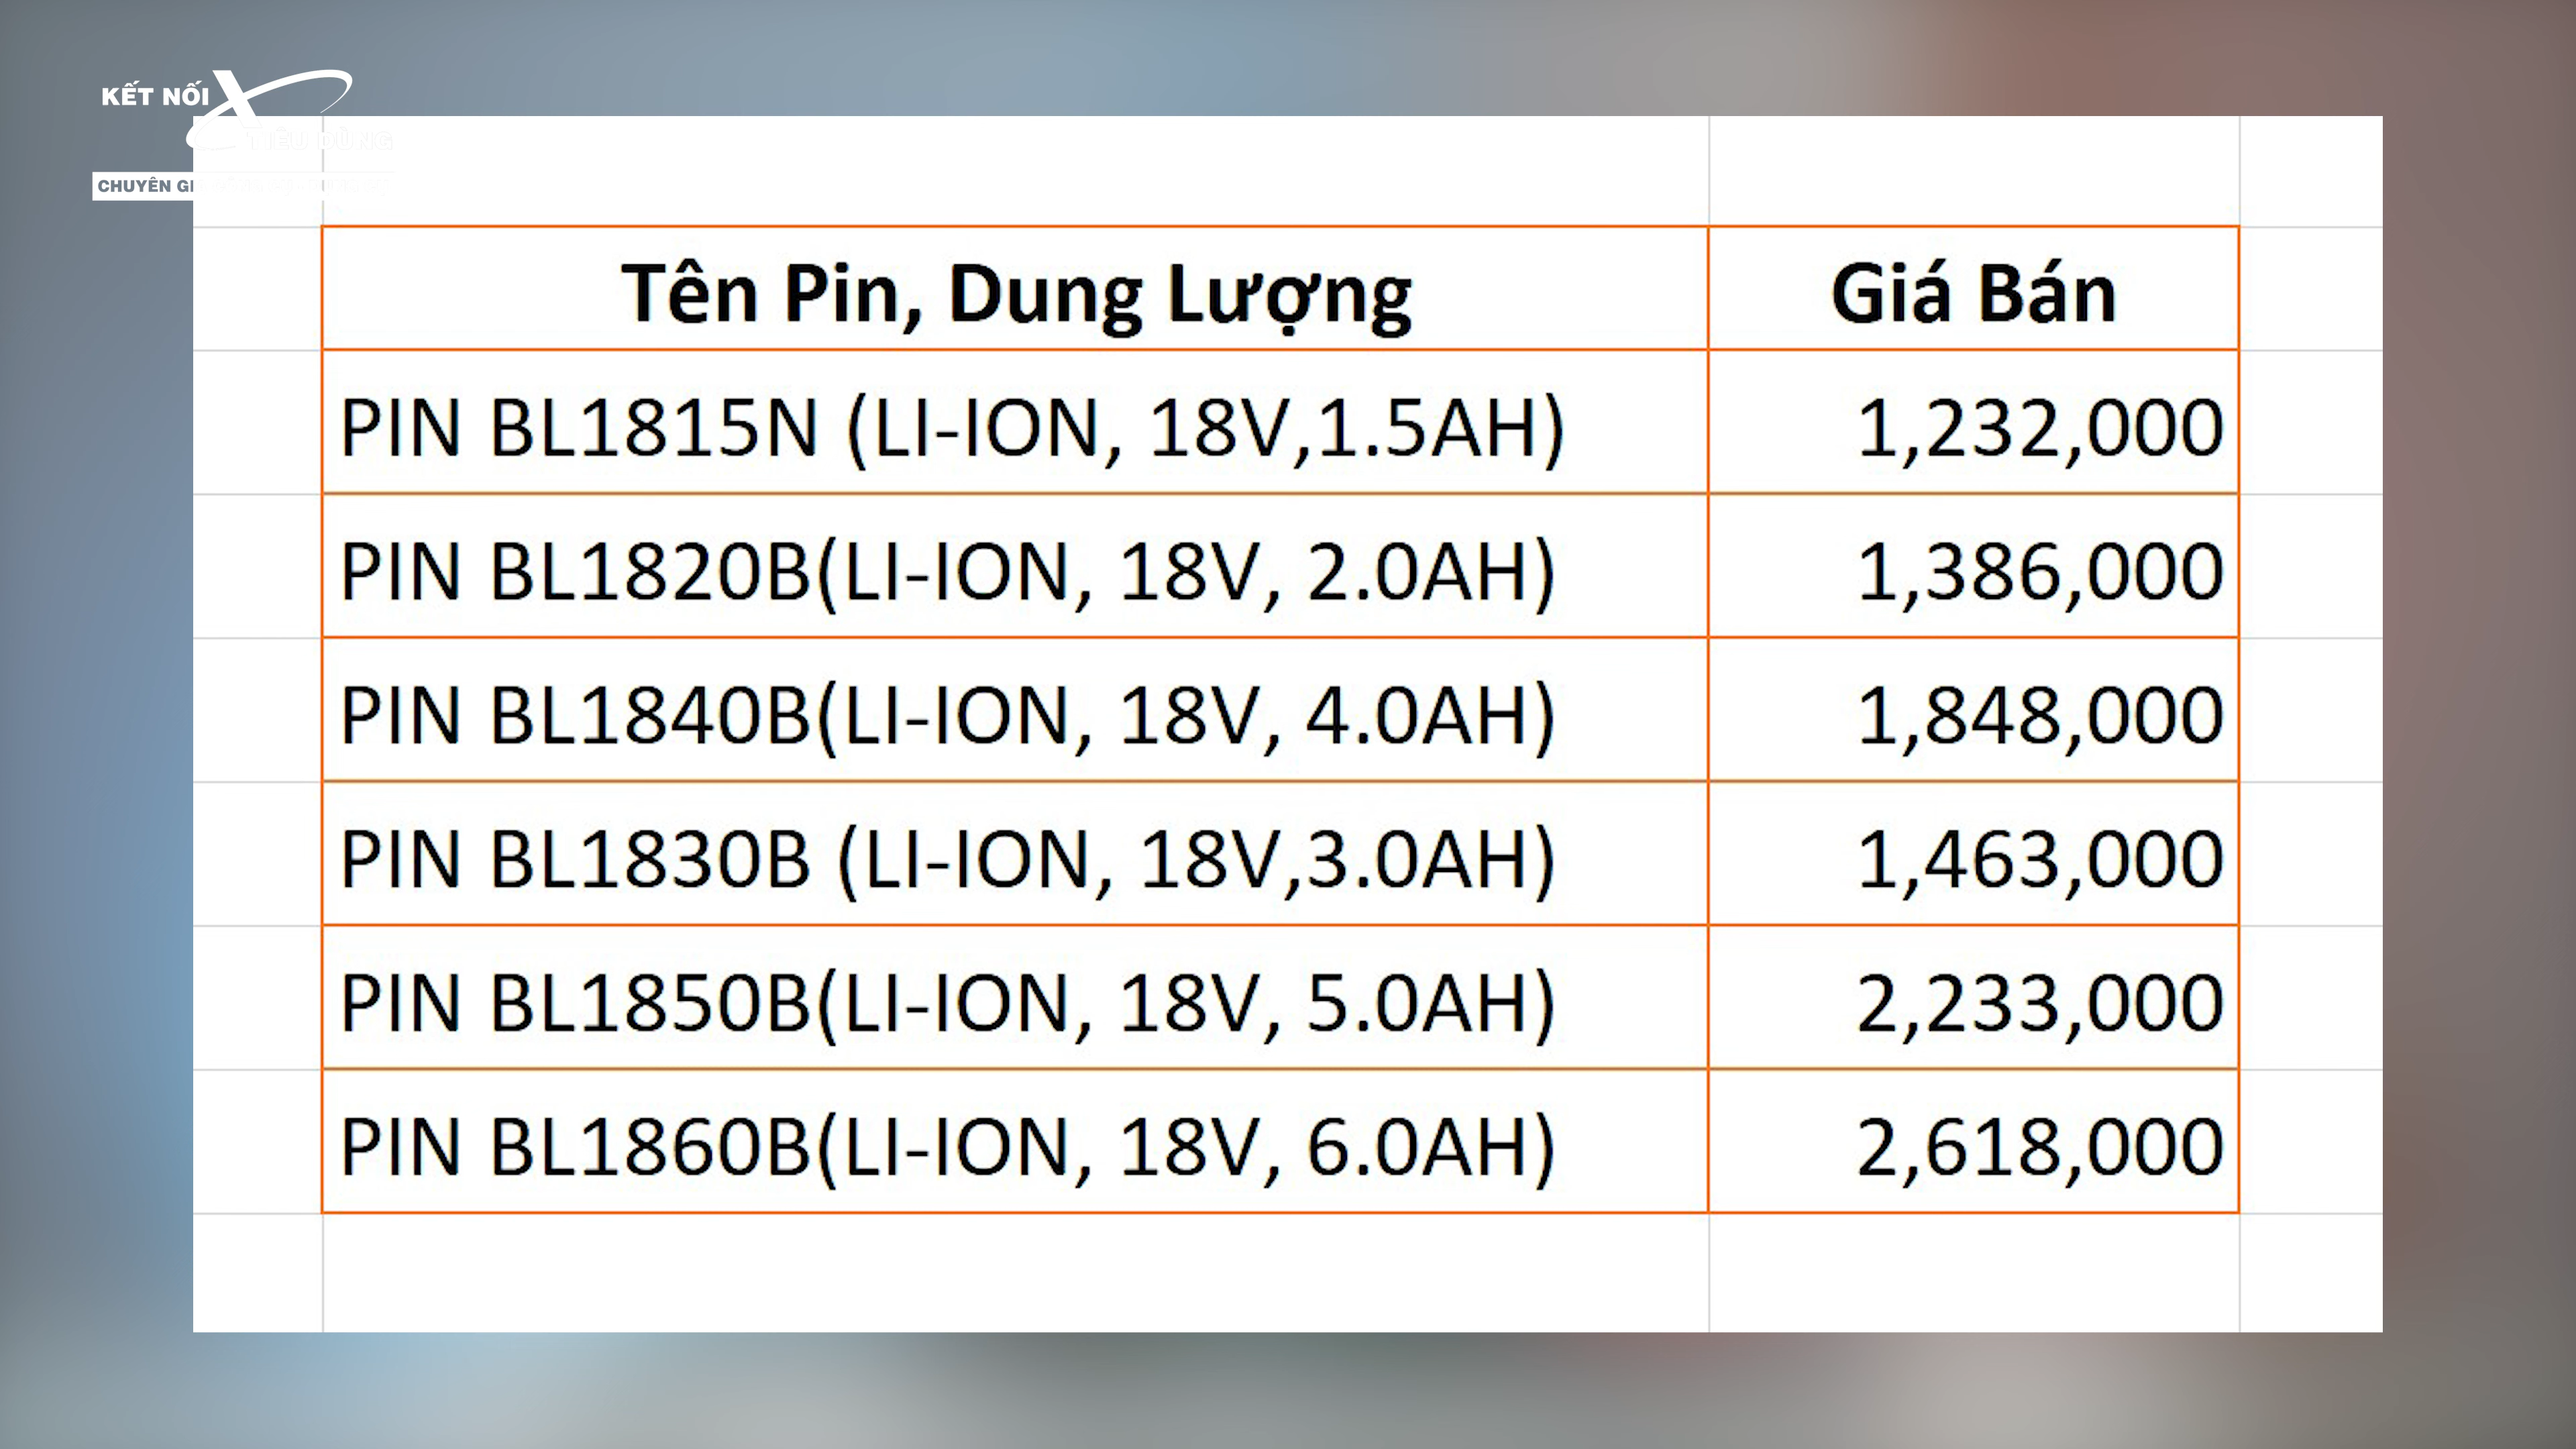 KẾT NỐI
TIÊU DÙNG
CHUYÊN GI
Tên Pin, Dung Lượng Giá Bán
PIN BL1815N (LI-ION, 18V,1.5AH) 1,232,000
PIN BL1820B(LI-ION, 18V, 2.0AH) 1,386,000
PIN BL1840B(LI-ION, 18V, 4.0AH) 1,848,000
PIN BL1830B (LI-ION, 18V,3.0AH) 1,463,000
PIN BL1850B(LI-ION, 18V, 5.0AH) 2,233,000
PIN BL1860B(LI-ION, 18V, 6.0AH) 2,618,000